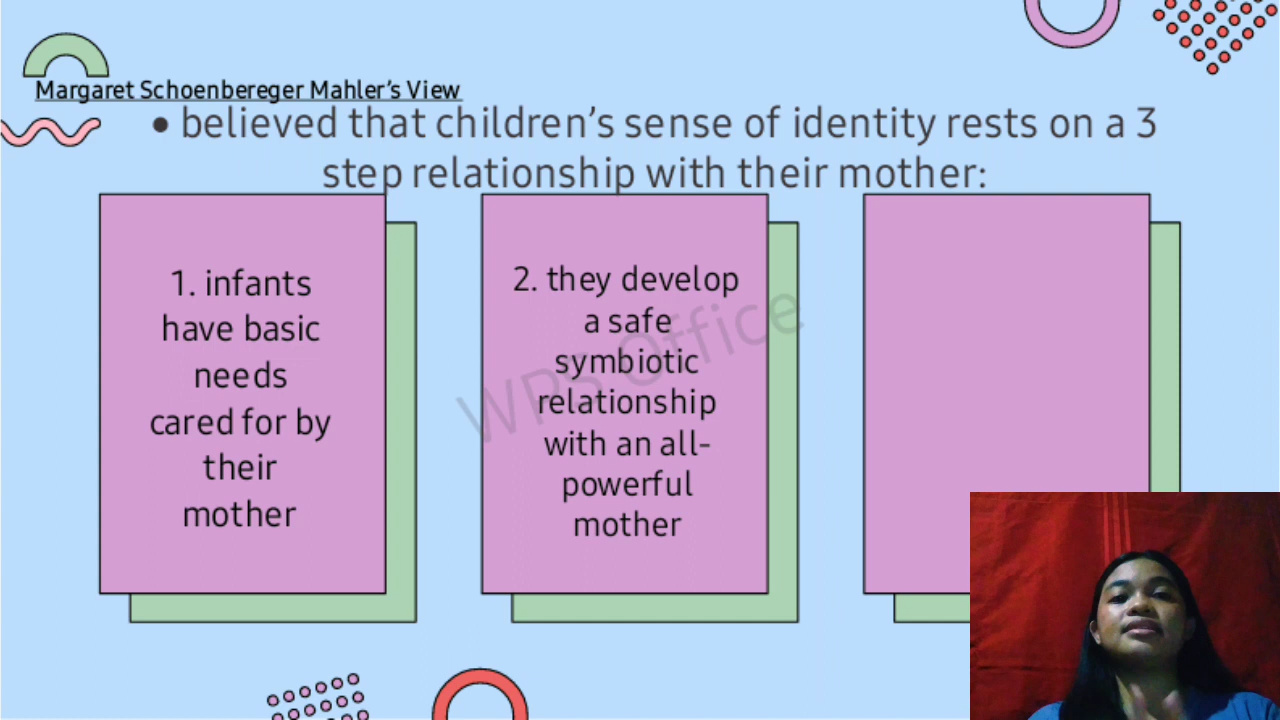 Margaret Schoenbereger Mahler’s View
• believed that children’s sense of identity rests on a 3
step relationship with their mother:
1. infants
have basic
needs
cared for by
their
mother
2. they develop
a safe
symbiotic
relationship
with an all-
powerful
mother
WPS Office